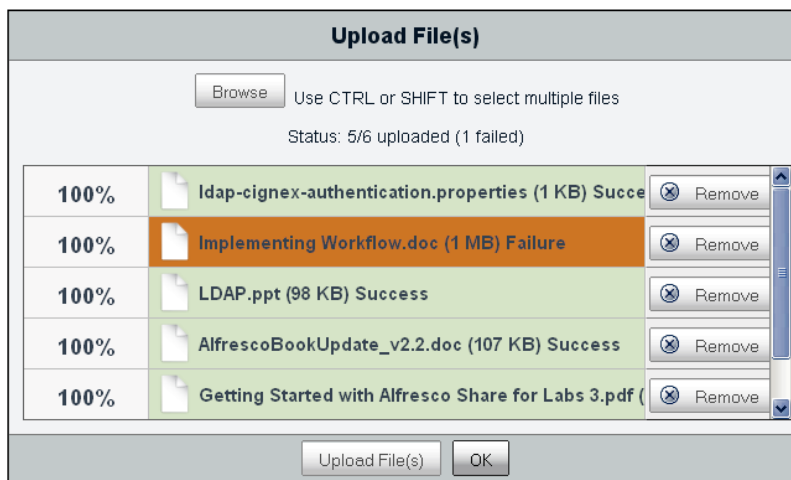 Upload File(s)
Browse Use CTRL or SHIFT to select multiple files
Status: 5/6 uploaded (1 failed)
100% ldap-cignex-authentication.properties (1 KB) Succe Remove
100% Implementing Workflow.doc (1 MB) Failure Remove
100% LDAP.ppt (98 KB) Success Remove
100% AlfrescoBookUpdate_v2.2.doc (107 KB) Success Remove
100% Getting Started with Alfresco Share for Labs 3.pdf ( Remove
Upload File(s) OK